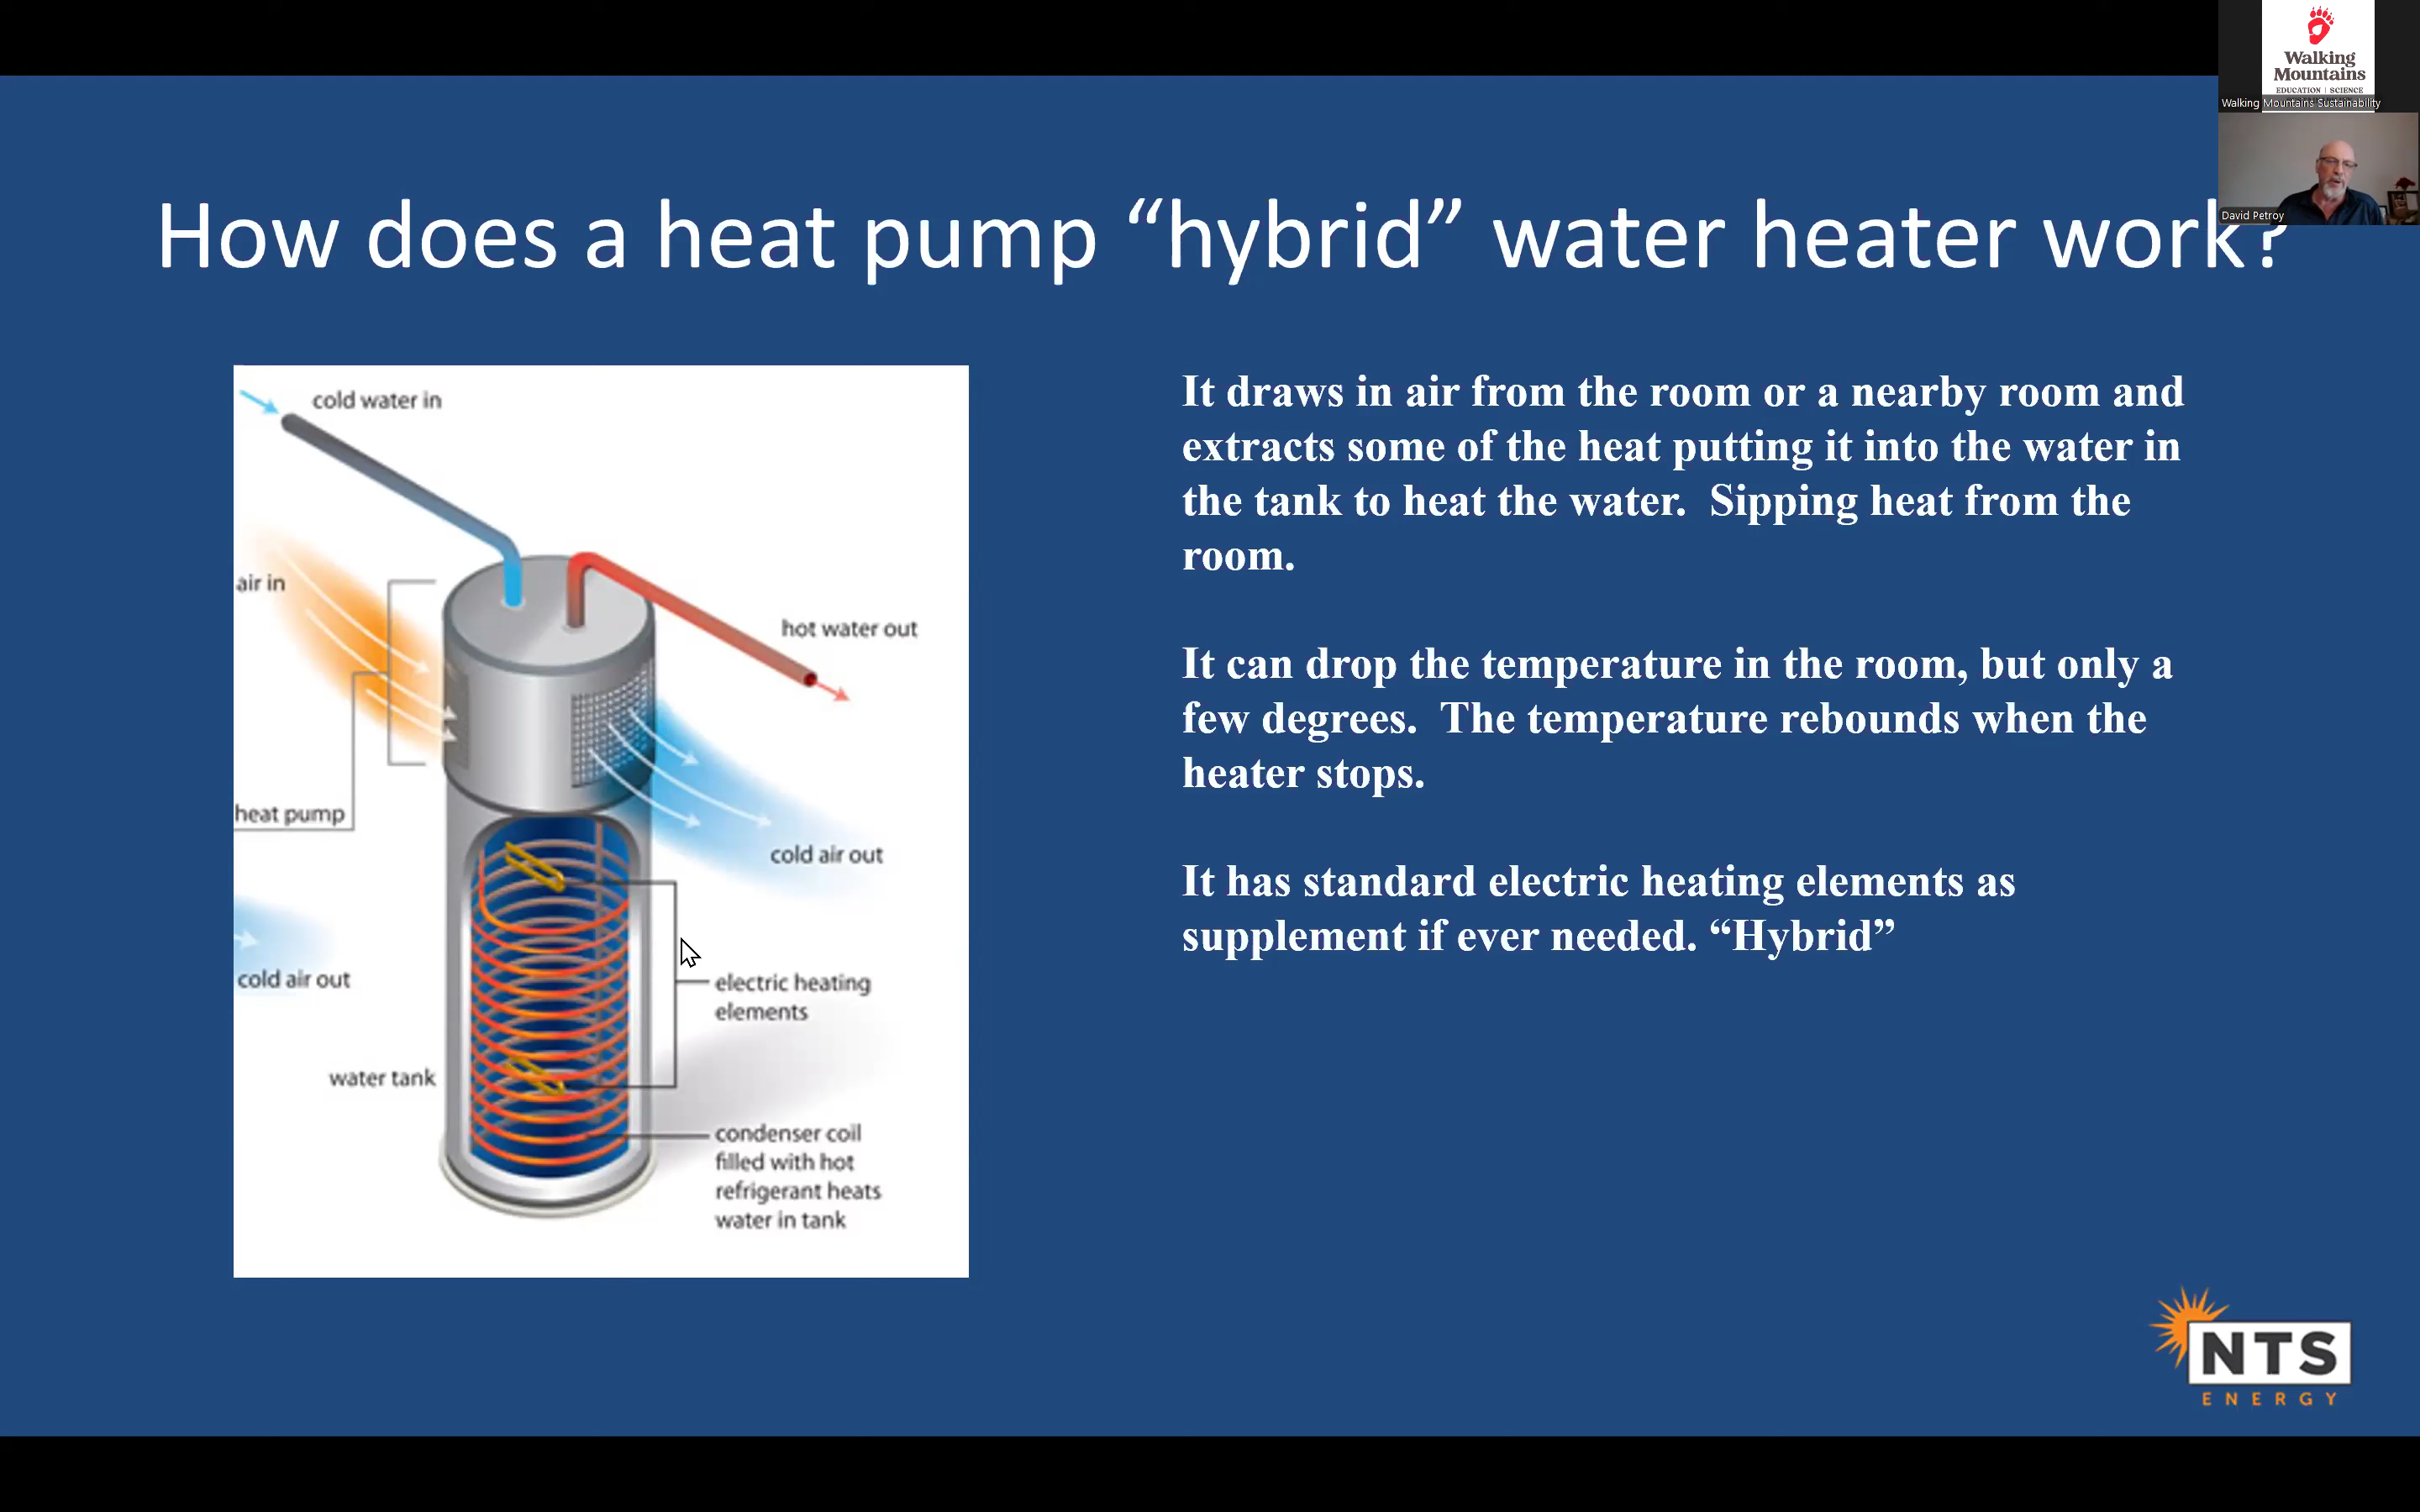 Walking
Mountains
EDUCATION | SCIENCE
Walking Mountains Sustainability
David Petroy
How does a heat pump “hybrid” water heater work?
cold water in
air in
hot water out
heat pump
cold air out
cold air out
electric heating
elements
water tank
condenser coil
filled with hot
refrigerant heats
water in tank
It draws in air from the room or a nearby room and
extracts some of the heat putting it into the water in
the tank to heat the water.  Sipping heat from the
room.
It can drop the temperature in the room, but only a
few degrees.  The temperature rebounds when the
heater stops.
It has standard electric heating elements as
supplement if ever needed. “Hybrid”
NTS
ENERGY